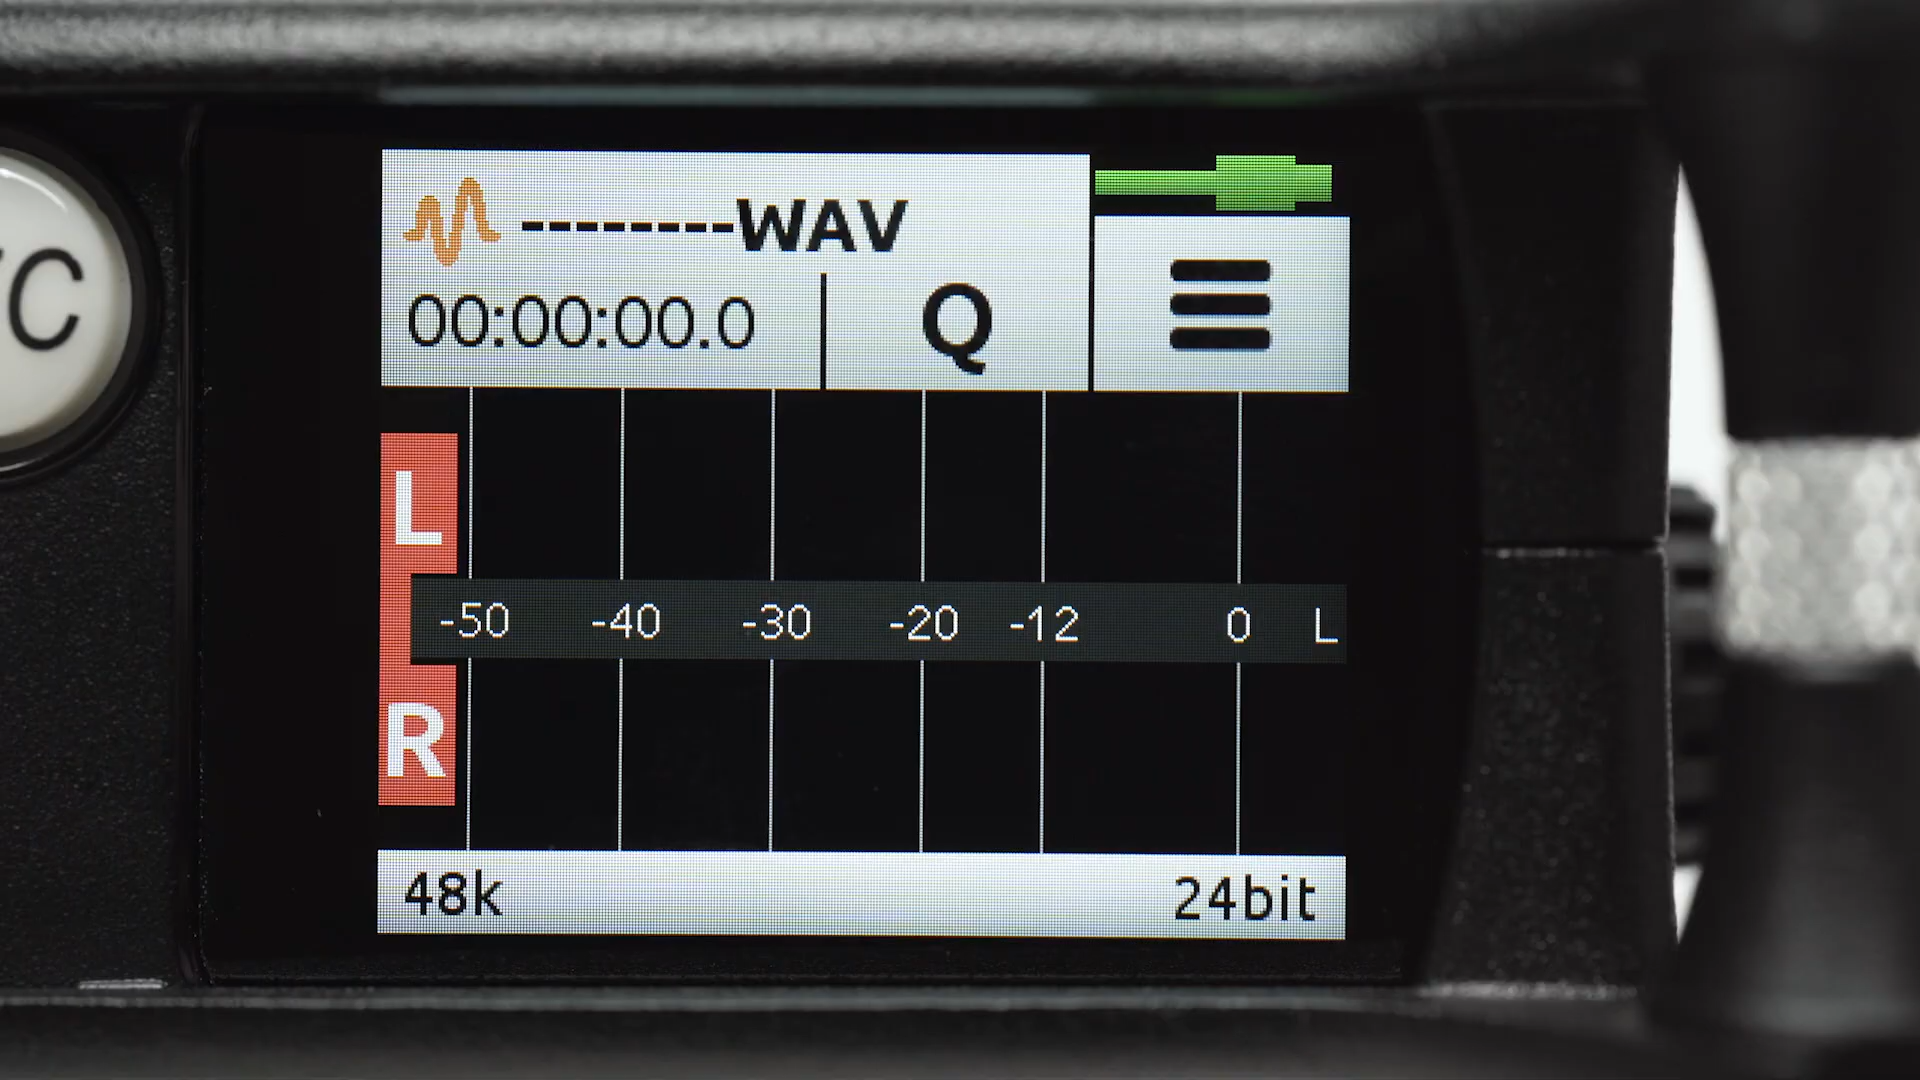 --------WAV
00:00:00.0
Q
L
-50 -40 -30 -20 -12 0 L
R
48k 24bit